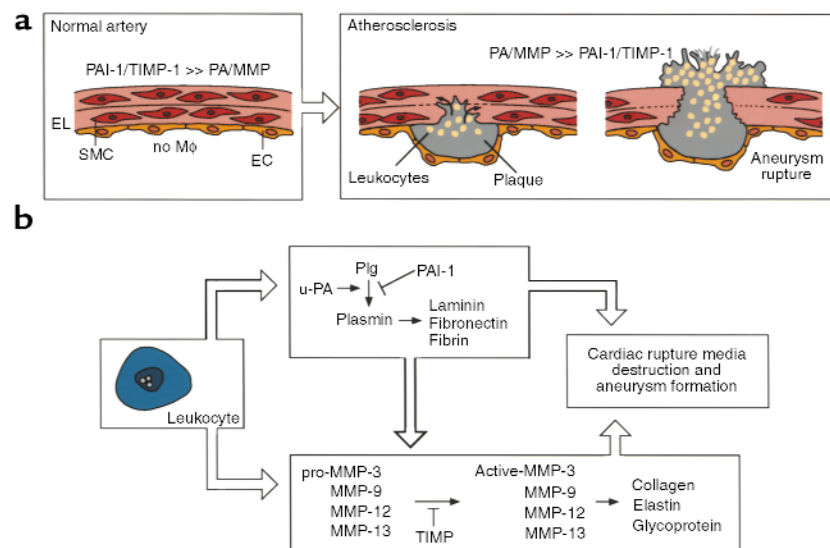 a
Normal artery
PAI-1/TIMP-1 >> PA/MMP
EL
SMC
no Mϕ
EC
Atherosclerosis
PA/MMP >> PAI-1/TIMP-1
Leukocytes
Plaque
Aneurysm
rupture
b
Plg
PAI-1
u-PA
Plasmin
Laminin
Fibronectin
Fibrin
Leukocyte
Cardiac rupture media
destruction and
aneurysm formation
pro-MMP-3
MMP-9
MMP-12
MMP-13
TIMP
Active-MMP-3
MMP-9
MMP-12
MMP-13
Collagen
Elastin
Glycoprotein